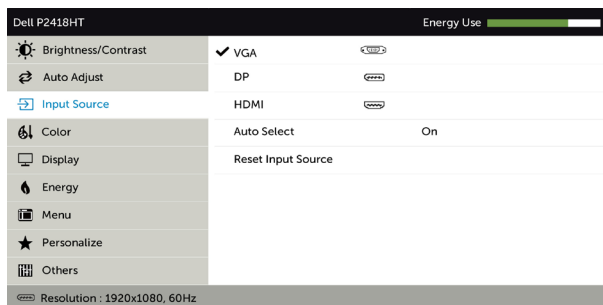 Dell P2418HT
Energy Use
Brightness/Contrast
Auto Adjust
Input Source
Color
Display
Energy
Menu
Personalize
Others
VGA
DP
HDMI
Auto Select On
Reset Input Source
Resolution : 1920x1080, 60Hz